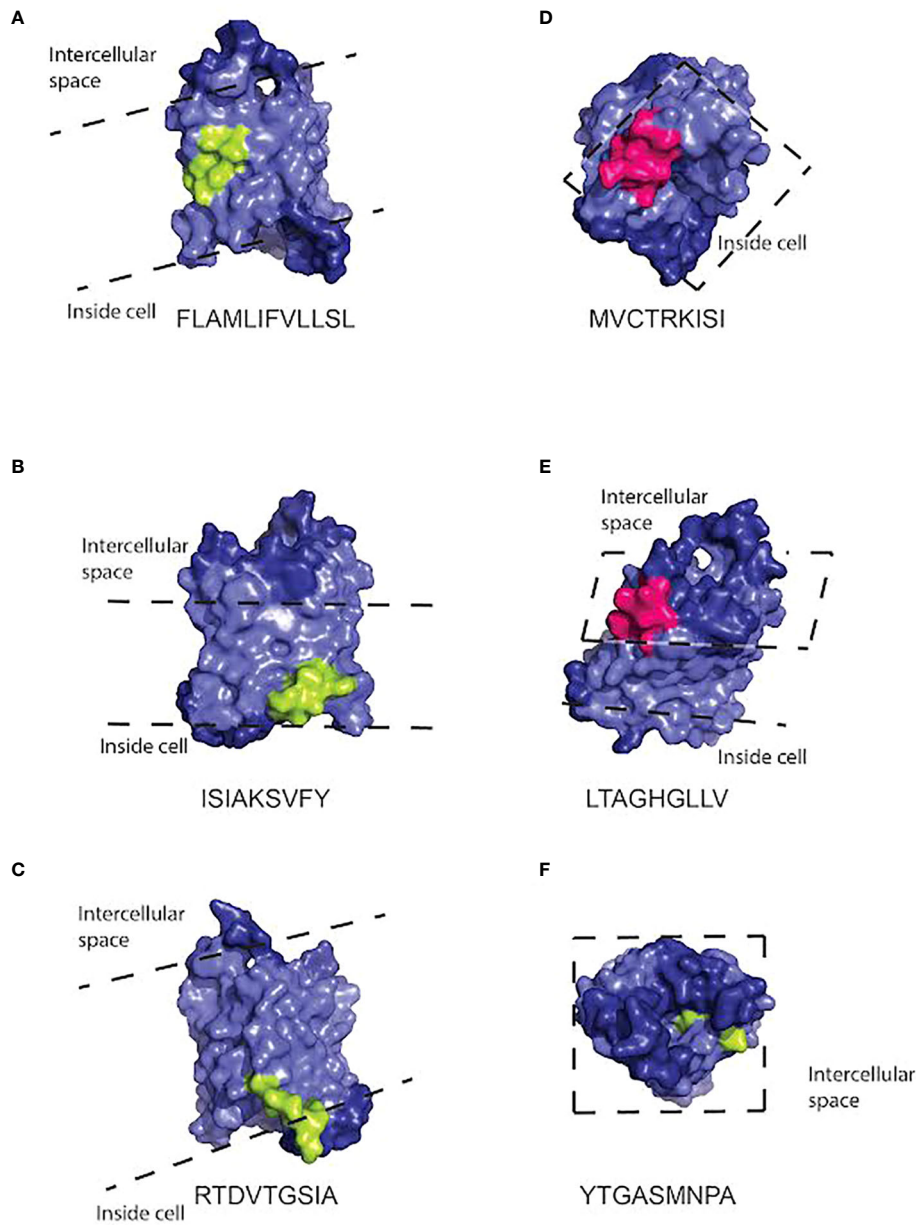 A
Intercellular
space
Inside cell
FLAMLIFVLLSL
D
Inside cell
MVCTRKISI
B
Intercellular
space
Inside cell
ISIAKSVFY
E
Intercellular
space
Inside cell
LTAGHGLLV
C
Intercellular
space
Inside cell
RTDVTGSIA
F
Intercellular
space
YTGASMNPA